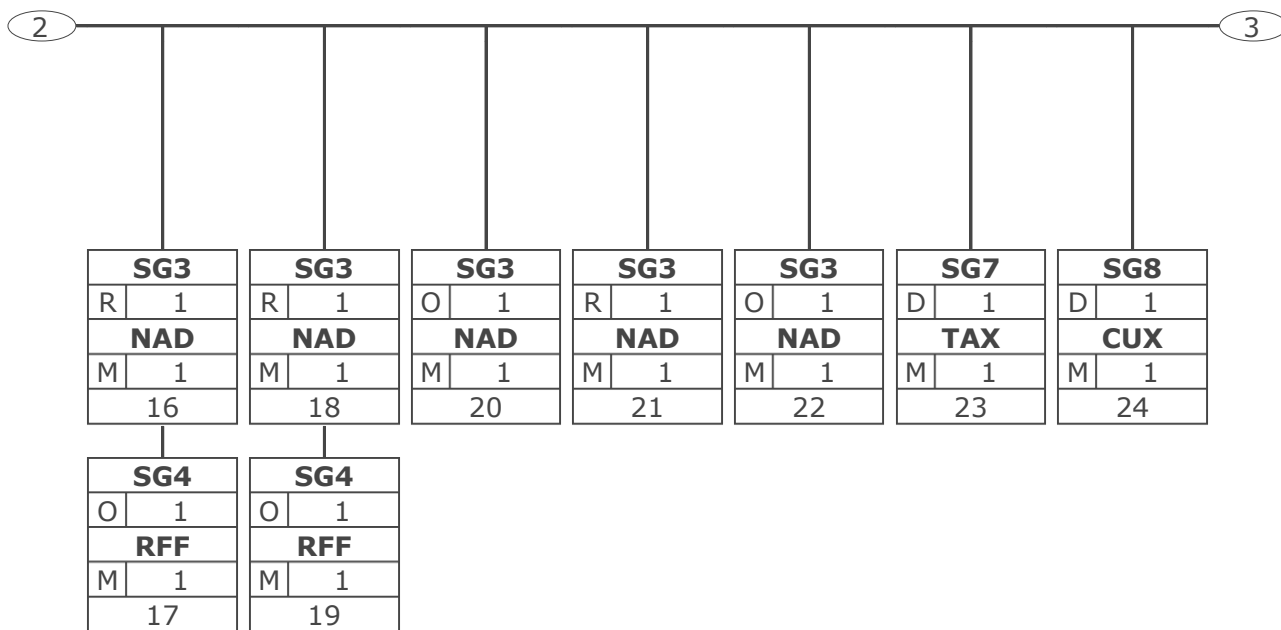 2 3
SG3 SG3 SG3 SG3 SG3 SG7 SG8
R 1 R 1 O 1 R 1 O 1 D 1 D 1
NAD NAD NAD NAD NAD TAX CUX
M 1 M 1 M 1 M 1 M 1 M 1 M 1
16 18 20 21 22 23 24
SG4 SG4
O 1 O 1
RFF RFF
M 1 M 1
17 19